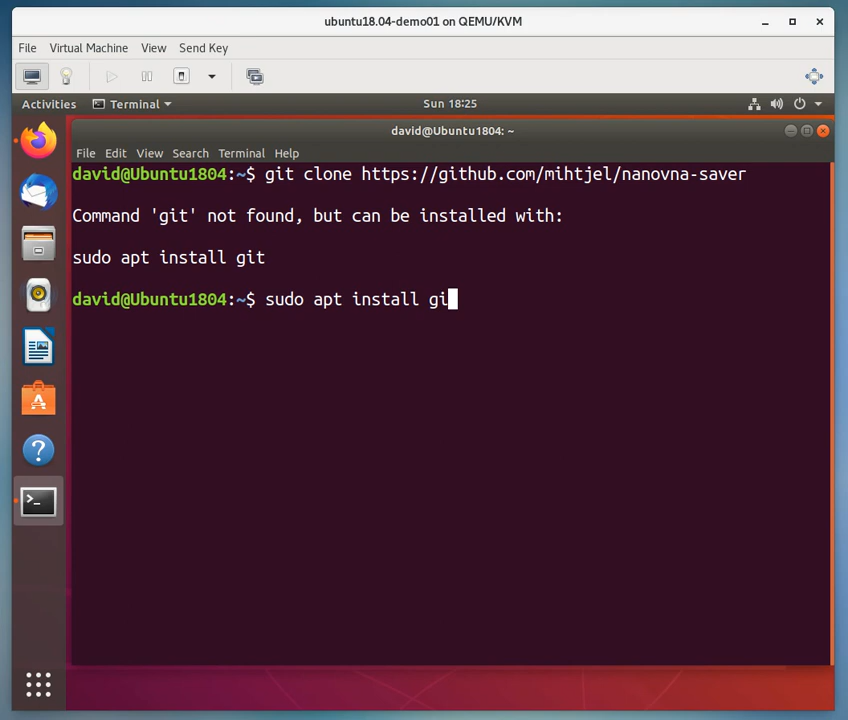 ubuntu18.04-demo01 on QEMU/KVM
File Virtual Machine View Send Key
Activities Terminal Sun 18:25
david@Ubuntu1804: ~
File Edit View Search Terminal Help
david@Ubuntu1804:~$ git clone https://github.com/mihtjel/nanovna-saver
Command 'git' not found, but can be installed with:
sudo apt install git
david@Ubuntu1804:~$ sudo apt install gi